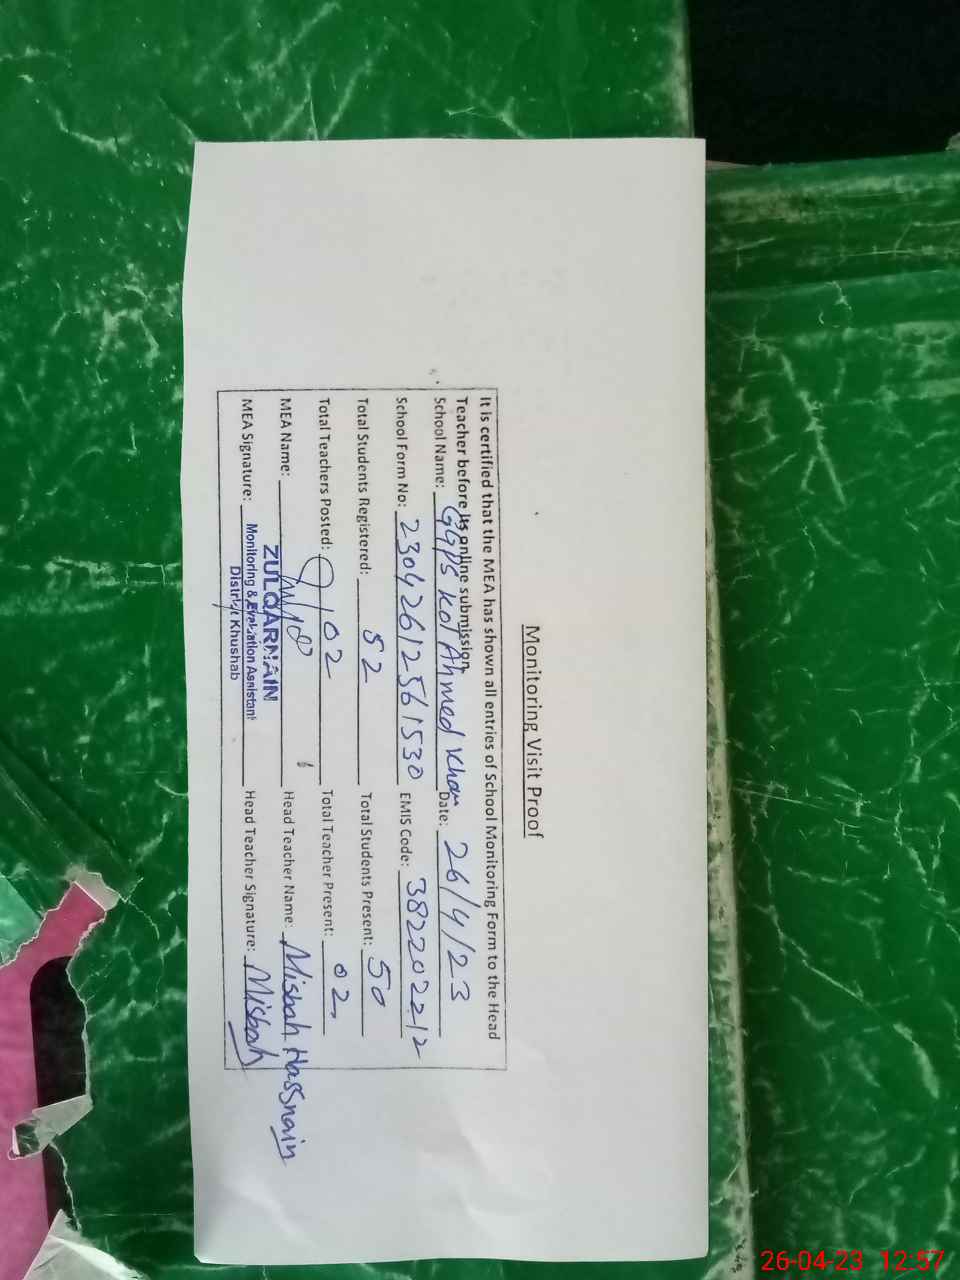 Monitoring Visit Proof
It is certified that the MEA has shown all entries of School Monitoring Form to the Head
Teacher before its online submission.
School Name: GGPS Kot Ahmed Khan Date: 26/4/23
School Form No: 23042612561530 EMIS Code: 382202212
Total Students Registered: 52 Total Students Present: 50
Total Teachers Posted: 02 Total Teacher Present: 02
MEA Name: Head Teacher Name: Misbah Hassnain
ZULQARNAIN
Monitoring & Evaluation Assistant
District Khushab
MEA Signature: Head Teacher Signature: Misbah
26-04-23 12:57